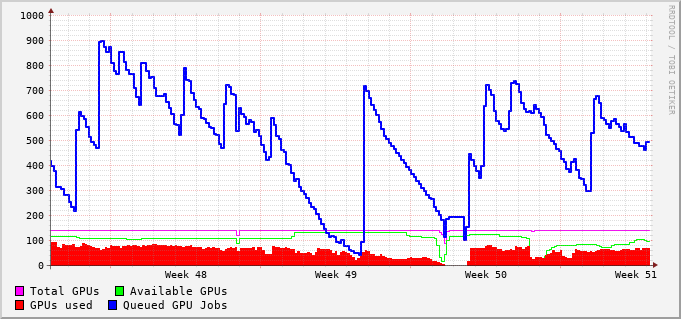 RRDTOOL / TOBI OETIKER
1000
900
800
700
600
500
400
300
200
100
0
Week 48 Week 49 Week 50 Week 51
Total GPUs Available GPUs
GPUs used Queued GPU Jobs